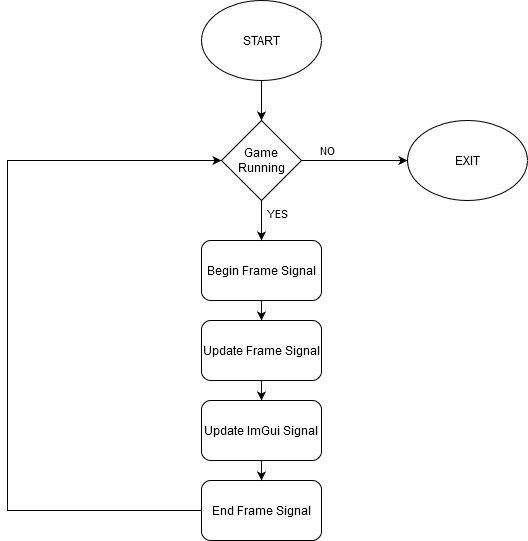 START
Game
Running
NO
EXIT
YES
Begin Frame Signal
Update Frame Signal
Update ImGui Signal
End Frame Signal